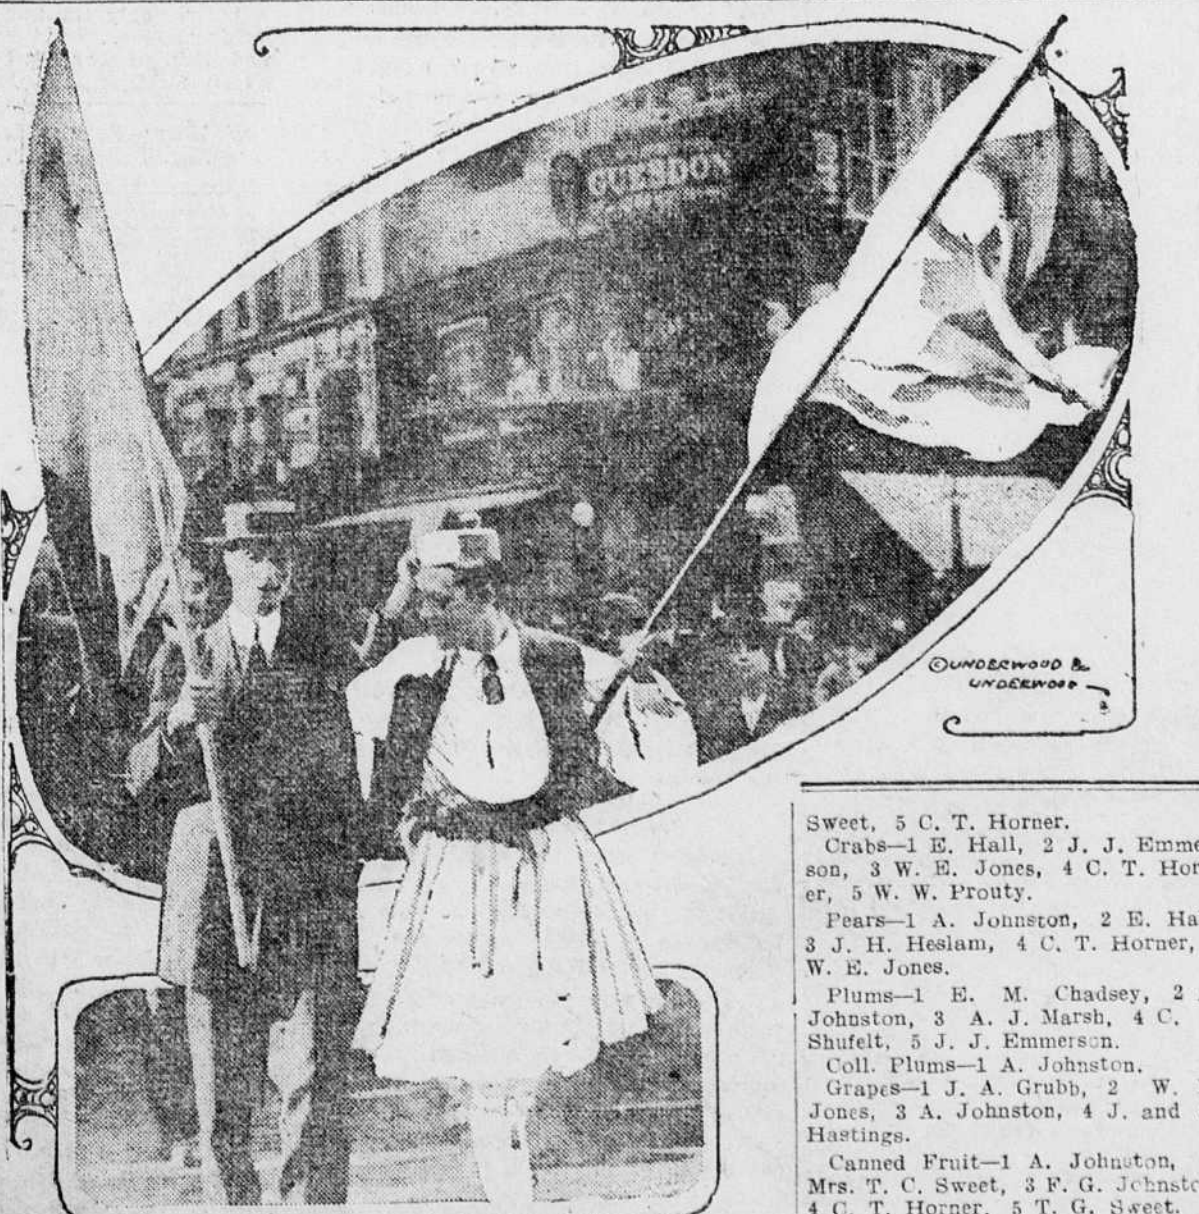 GUESDON
©UNDERWOOD &
UNDERWOOD
Sweet, 5 C. T. Horner.
Crabs—1 E. Hall, 2 J. J. Emme
son, 3 W. E. Jones, 4 C. T. Hor
er, 5 W. W. Prouty.
Pears—1 A. Johnston, 2 E. Ha
3 J. H. Heslam, 4 C. T. Horner,
W. E. Jones.
Plums—1 E. M. Chadsey, 2
Johnston, 3 A. J. Marsh, 4 C.
Shufelt, 5 J. J. Emmerson.
Coll. Plums—1 A. Johnston.
Grapes—1 J. A. Grubb, 2 W.
Jones, 3 A. Johnston, 4 J. and
Hastings.
Canned Fruit—1 A. Johnston,
Mrs. T. C. Sweet, 3 F. G. Johnsto
4 C. T. Horner, 5 T. G. Sweet.